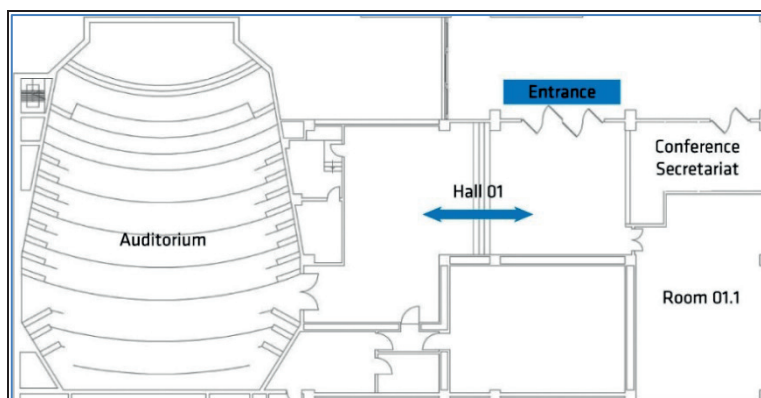 Entrance
Conference
Secretariat
Hall 01
Auditorium
Room 01.1